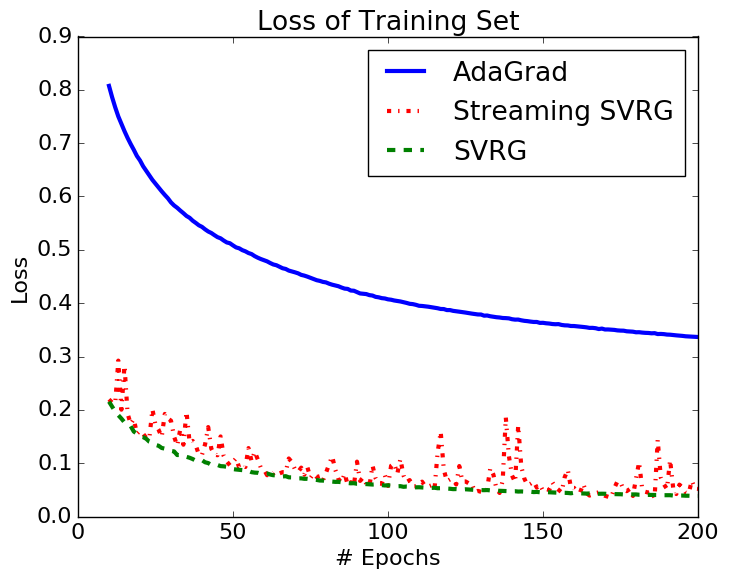 Loss of Training Set
0.9
0.8
0.7
0.6
0.5
0.4
0.3
0.2
0.1
0.0
Loss
AdaGrad
Streaming SVRG
SVRG
0 50 100 150 200
# Epochs